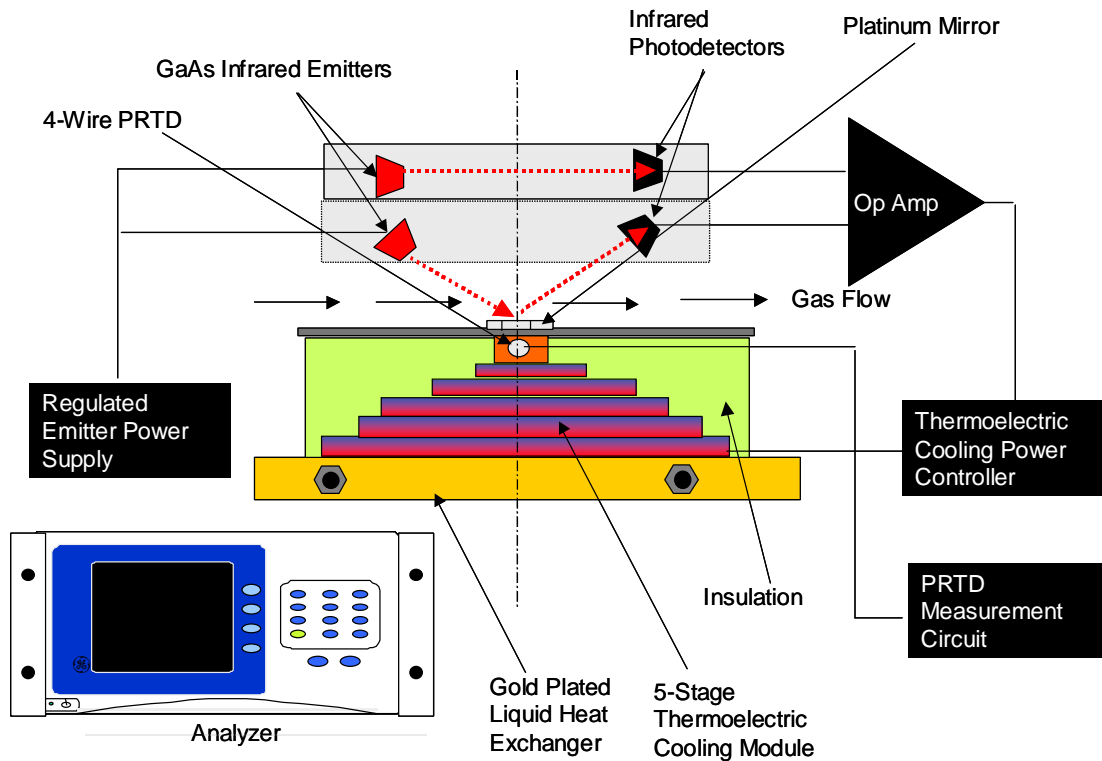 Infrared
Photodetectors
Platinum Mirror
GaAs Infrared Emitters
4-Wire PRTD
Op Amp
Gas Flow
Regulated
Emitter Power
Supply
Thermoelectric
Cooling Power
Controller
Insulation
PRTD
Measurement
Circuit
Gold Plated
Liquid Heat
Exchanger
5-Stage
Thermoelectric
Cooling Module
Analyzer